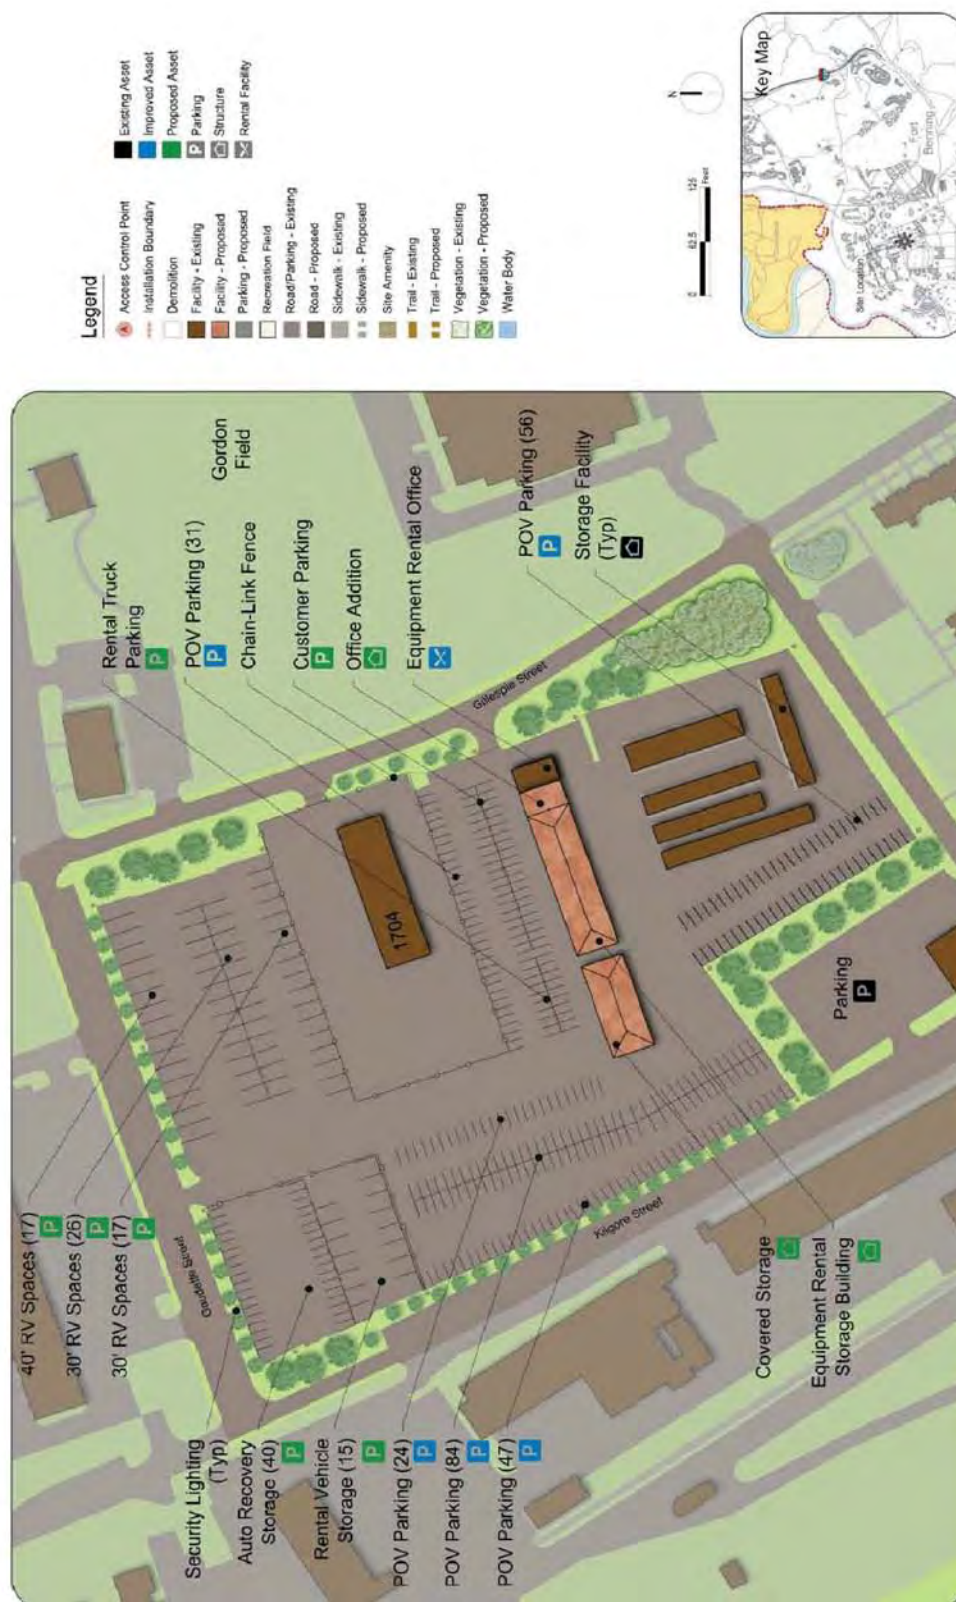 40' RV Spaces (17)
P
30' RV Spaces (26)
P
30' RV Spaces (17)
P
Rental Truck
Parking
P
POV Parking (31)
P
Chain-Link Fence
Customer Parking
P
Office Addition
Equipment Rental Office
Gordon
Field
POV Parking (56)
P
Storage Facility
(Typ)
Security Lighting
(Typ)
Auto Recovery
Storage (40)
P
Rental Vehicle
Storage (15)
P
POV Parking (24)
P
POV Parking (84)
P
POV Parking (47)
P
Covered Storage
Equipment Rental
Storage Building
Parking
P
1704
Gillespie Street
Kilgore Street
Legend
A Access Control Point
Installation Boundary
Demolition
Facility - Existing
Facility - Proposed
Parking - Proposed
Recreation Field
Road/Parking - Existing
Road - Proposed
Sidewalk - Existing
Sidewalk - Proposed
Site Amenity
Trail - Existing
Trail - Proposed
Vegetation - Existing
Vegetation - Proposed
Water Body
Existing Asset
Improved Asset
Proposed Asset
P Parking
Structure
Rental Facility
N
0 62.5 125
Feet
Key Map
Site Location
Fort
Benning